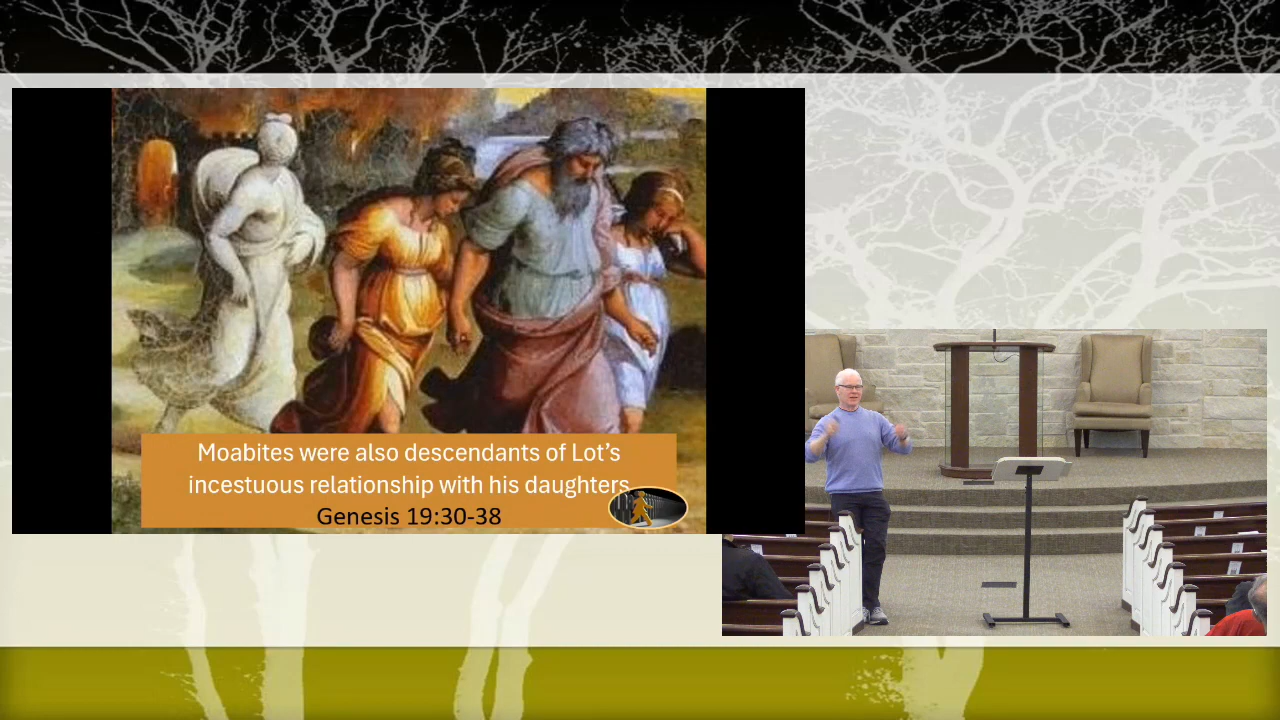 Moabites were also descendants of Lot’s
incestuous relationship with his daughters
Genesis 19:30-38